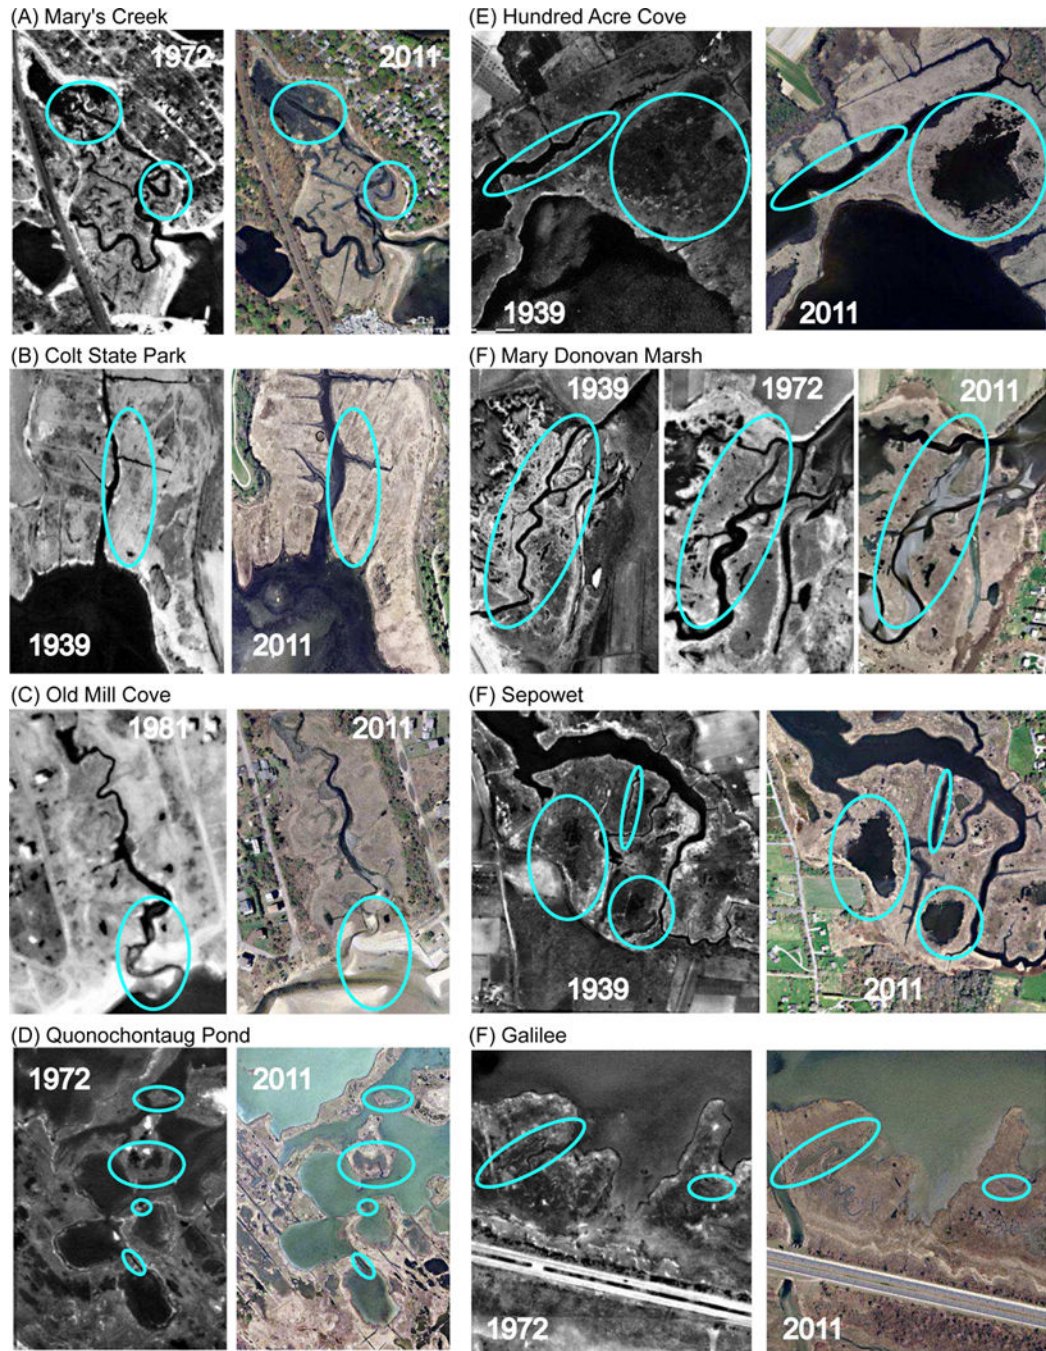 (A) Mary's Creek
1972
2011
(B) Colt State Park
1939
2011
(C) Old Mill Cove
1981
2011
(D) Quonochontaug Pond
1972
2011
(E) Hundred Acre Cove
1939
2011
(F) Mary Donovan Marsh
1939
1972
2011
(F) Sepowet
1939
2011
(F) Galilee
1972
2011